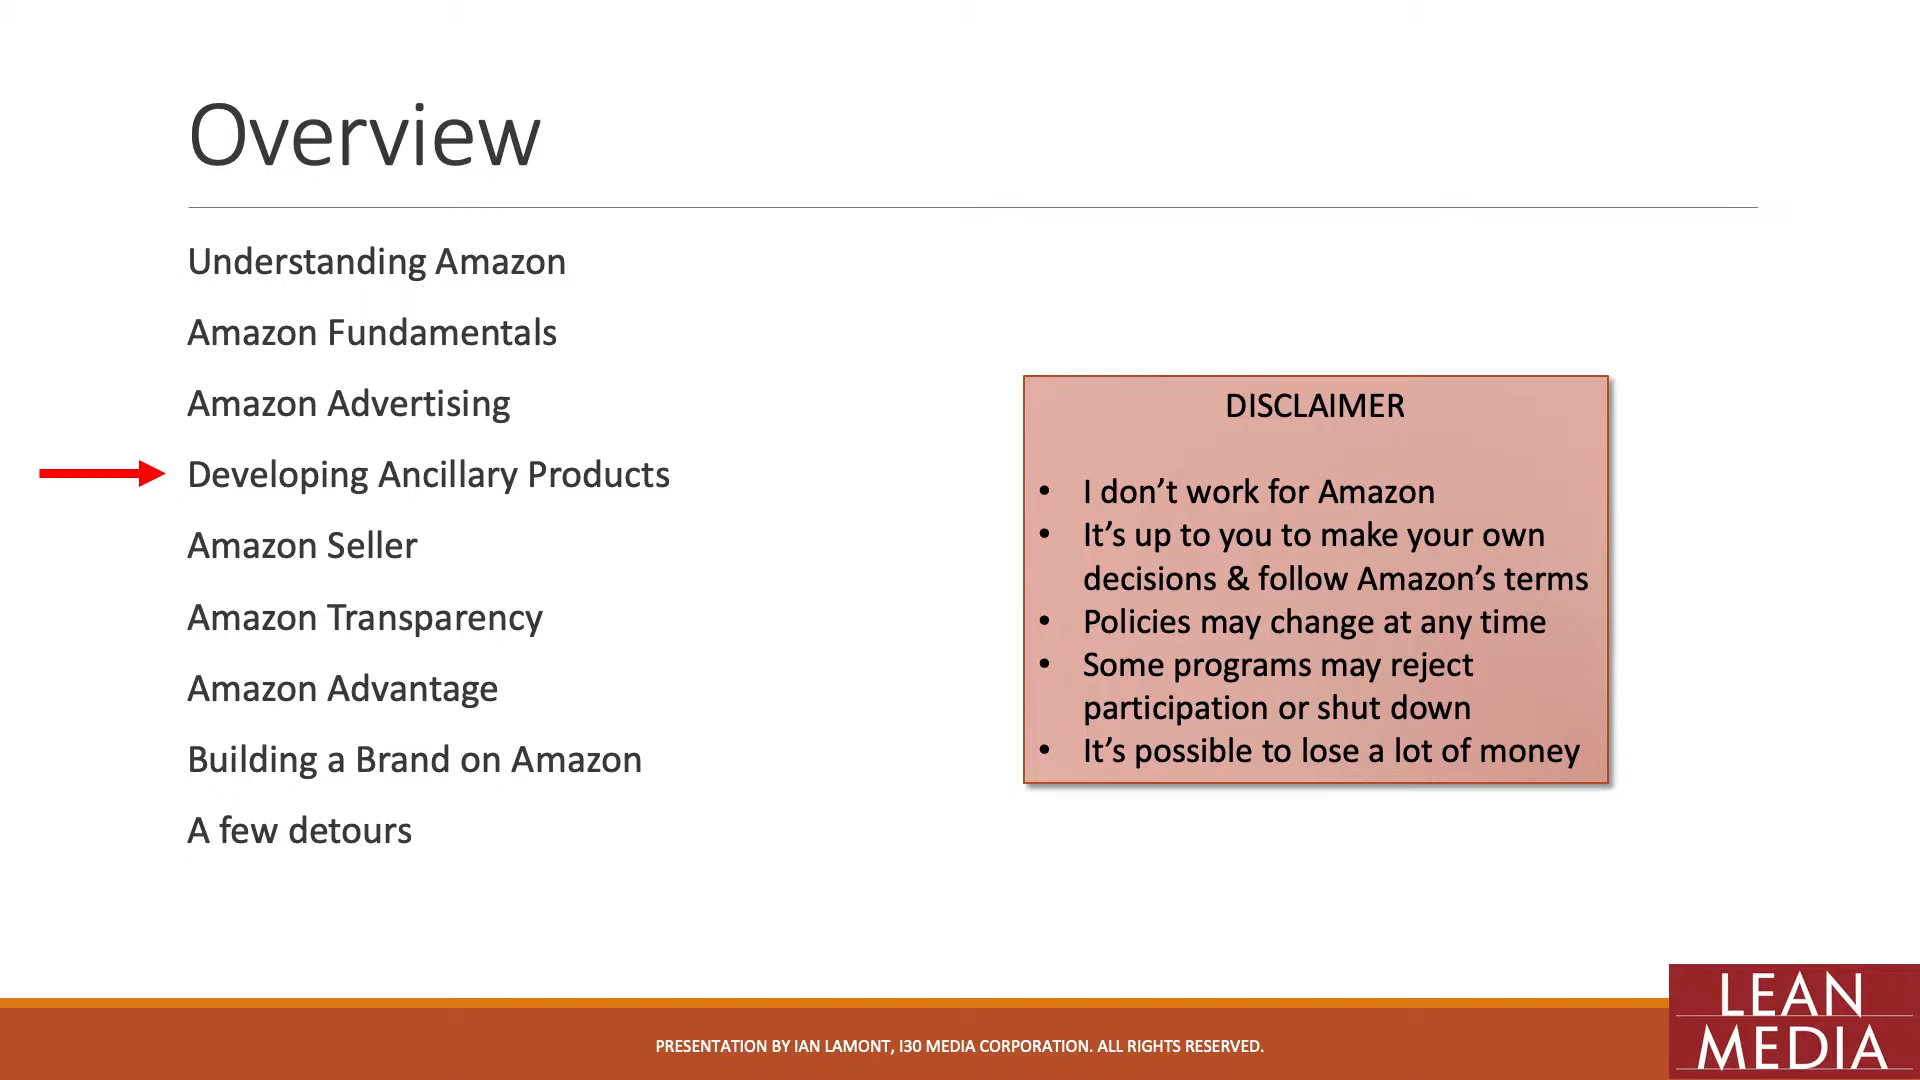 Overview
Understanding Amazon
Amazon Fundamentals
Amazon Advertising
Developing Ancillary Products
Amazon Seller
Amazon Transparency
Amazon Advantage
Building a Brand on Amazon
A few detours
DISCLAIMER
• I don’t work for Amazon
• It’s up to you to make your own
decisions & follow Amazon’s terms
• Policies may change at any time
• Some programs may reject
participation or shut down
• It’s possible to lose a lot of money
PRESENTATION BY IAN LAMONT, I30 MEDIA CORPORATION. ALL RIGHTS RESERVED.
LEAN
MEDIA